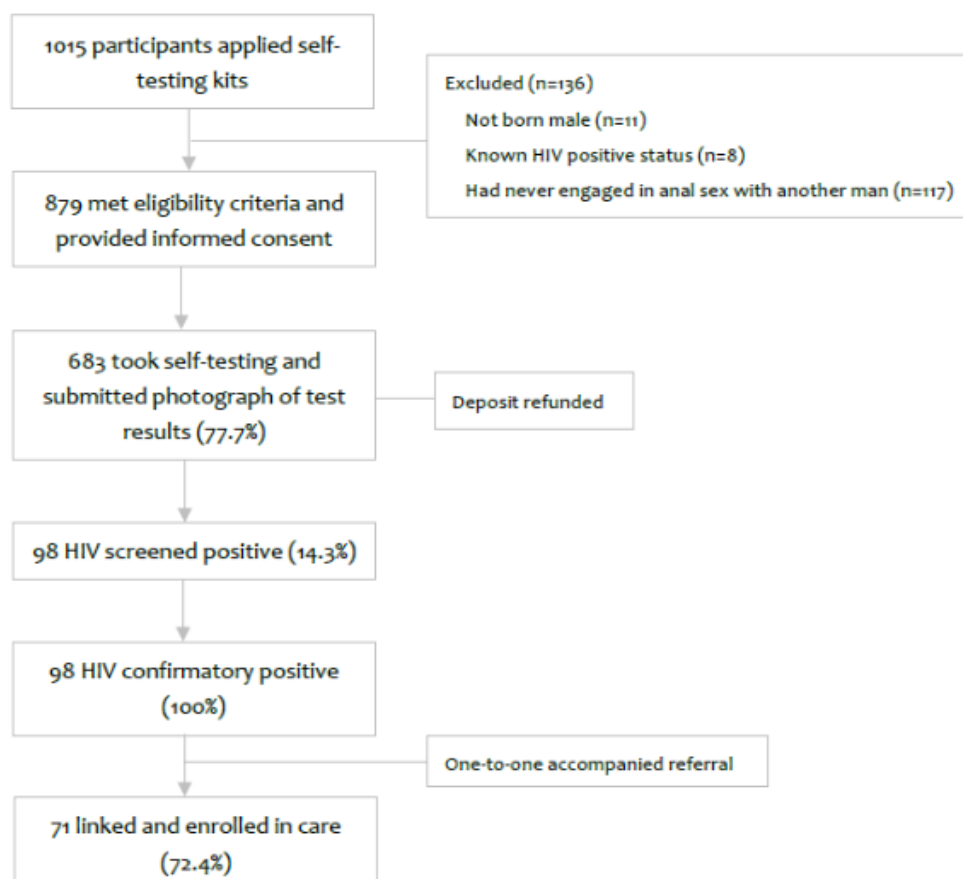 1015 participants applied self-
testing kits
Excluded (n=136)
Not born male (n=11)
Known HIV positive status (n=8)
Had never engaged in anal sex with another man (n=117)
879 met eligibility criteria and
provided informed consent
683 took self-testing and
submitted photograph of test
results (77.7%)
Deposit refunded
98 HIV screened positive (14.3%)
98 HIV confirmatory positive
(100%)
One-to-one accompanied referral
71 linked and enrolled in care
(72.4%)